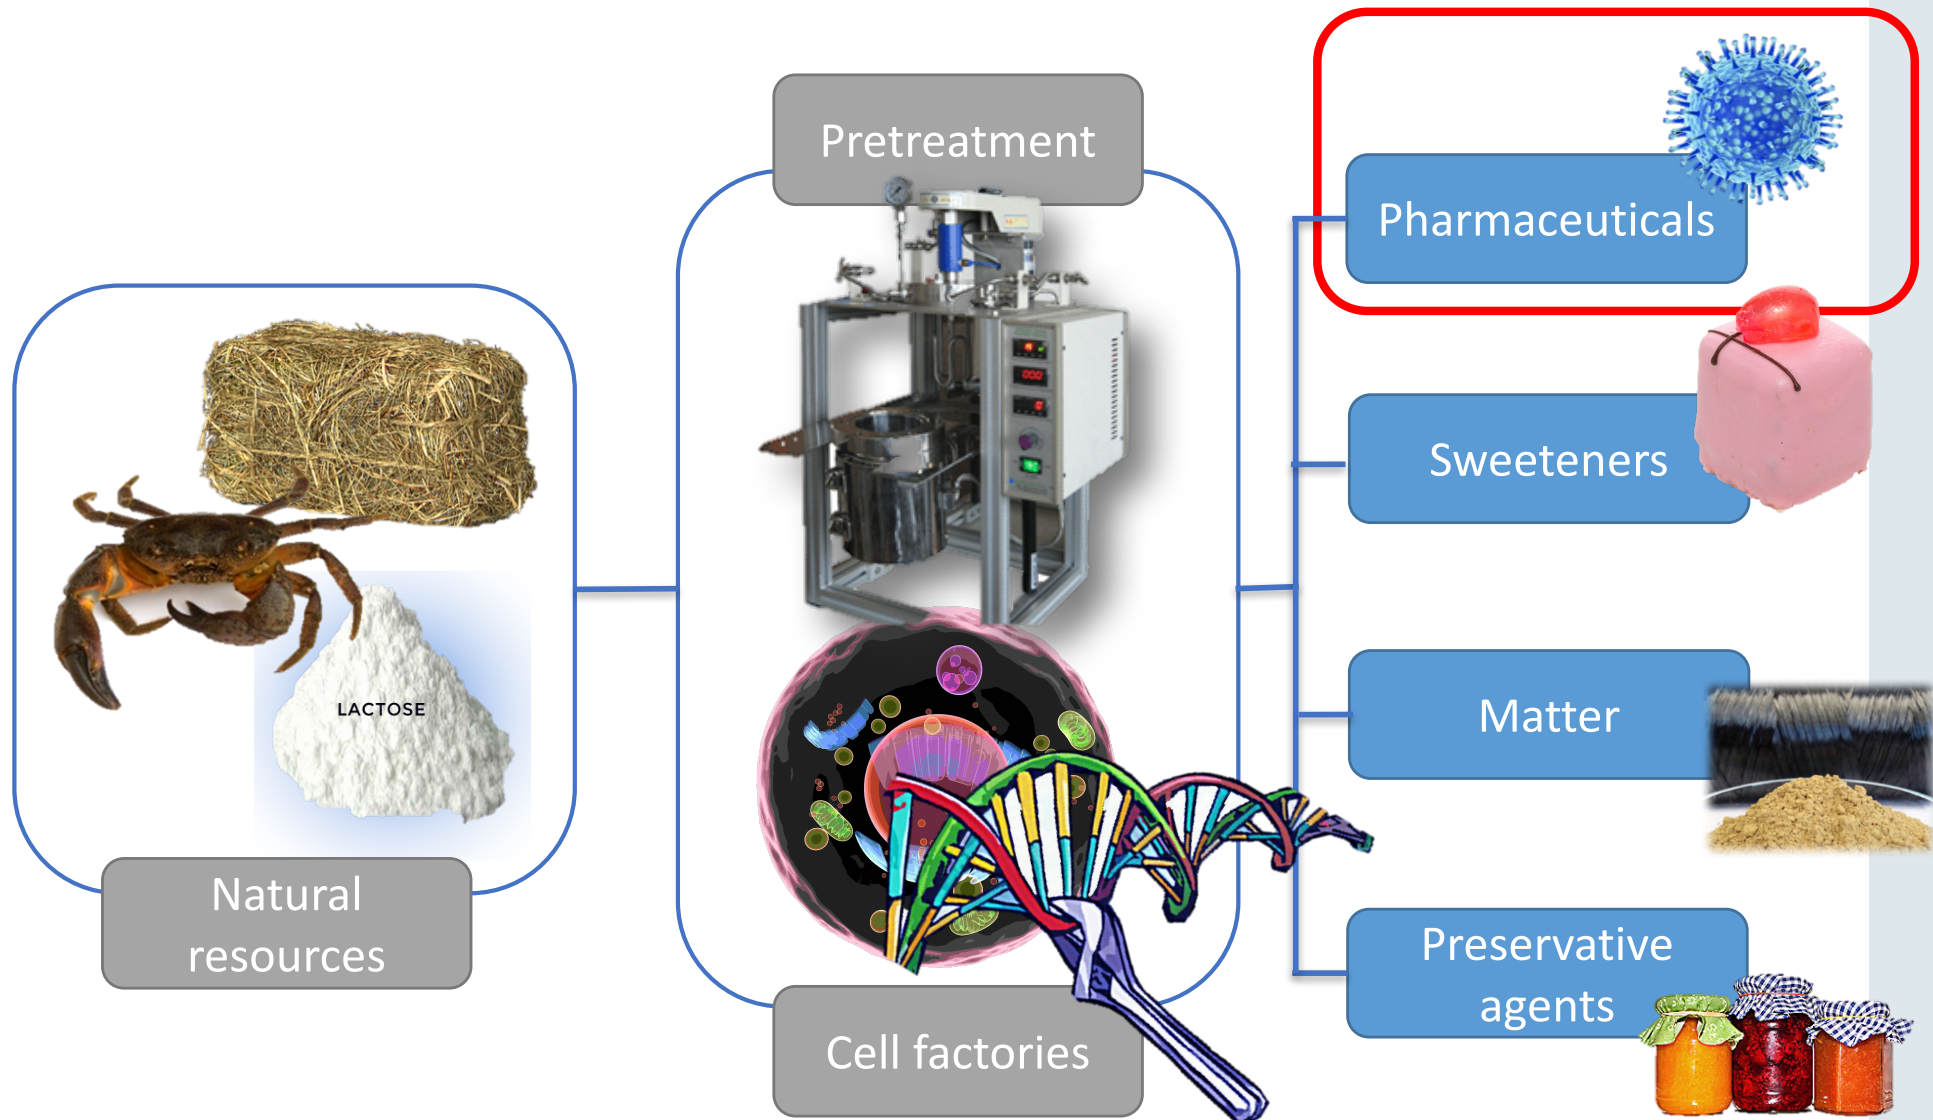 Pretreatment
Pharmaceuticals
Sweeteners
LACTOSE
Matter
Natural
resources
Preservative
agents
Cell factories